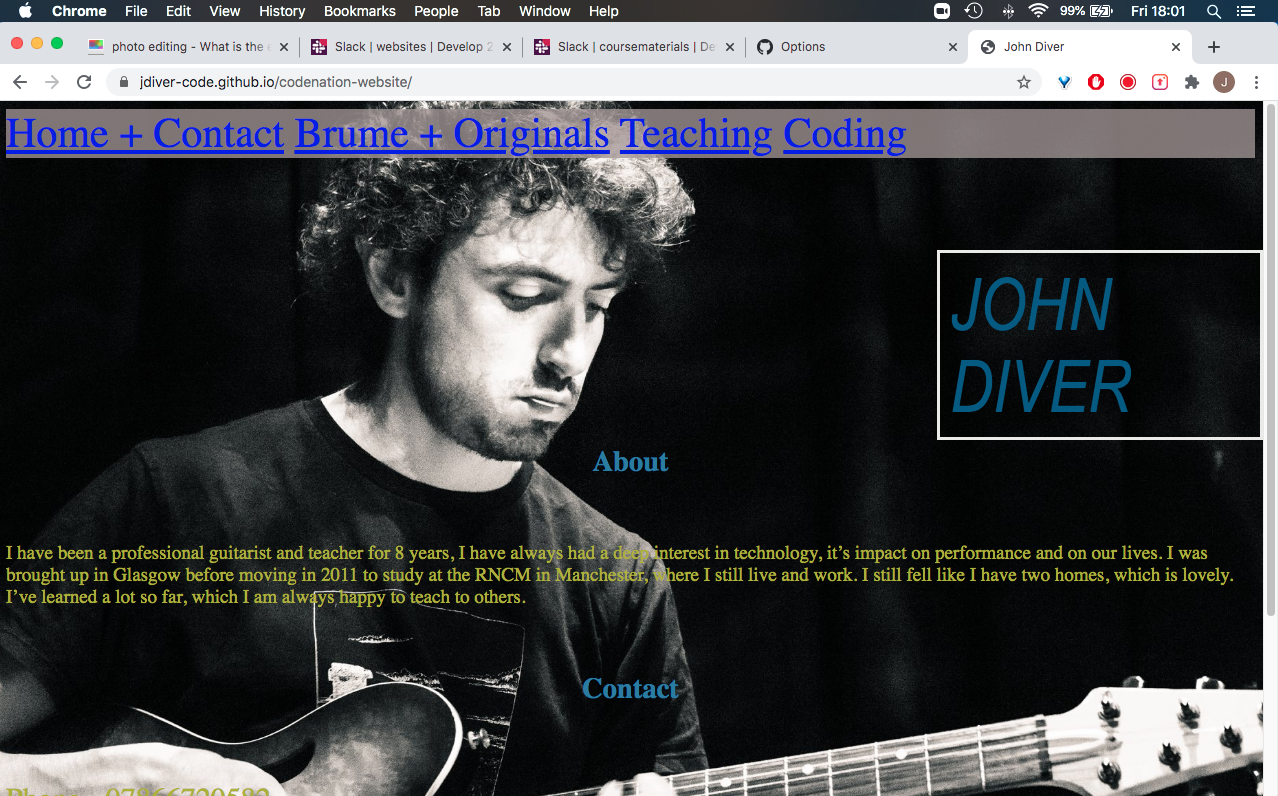 Chrome File Edit View History Bookmarks People Tab Window Help 99% Fri 18:01
photo editing - What is the
Slack | websites | Develop 2
Slack | coursematerials | De
Options
John Diver
jdiver-code.github.io/codenation-website/
J
Home + Contact Brume + Originals Teaching Coding
JOHN
DIVER
About
I have been a professional guitarist and teacher for 8 years, I have always had a deep interest in technology, it’s impact on performance and on our lives. I was
brought up in Glasgow before moving in 2011 to study at the RNCM in Manchester, where I still live and work. I still fell like I have two homes, which is lovely.
I’ve learned a lot so far, which I am always happy to teach to others.
Contact